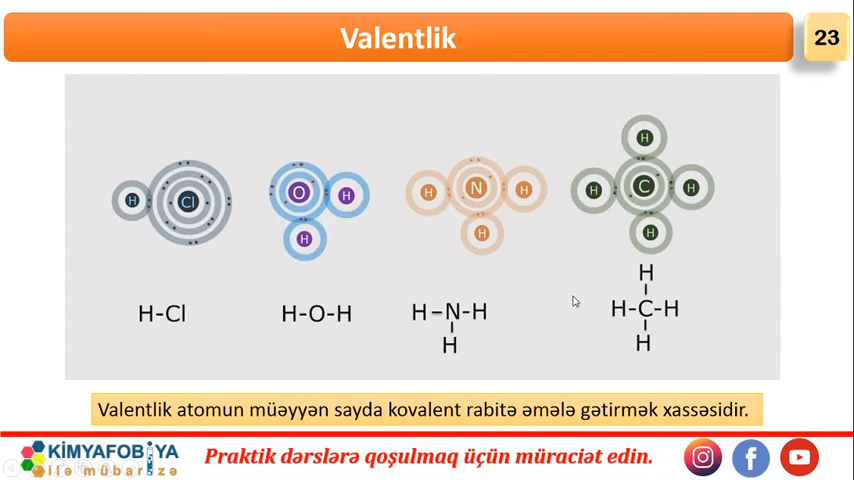 Valentlik
23
H Cl
O H
H
H N H
H
H
H C H
H
H-Cl
H-O-H
H-N-H
H
H
H-C-H
H
Valentlik atomun müəyyən sayda kovalent rabitə əmələ gətirmək xassəsidir.
KİMYAFOBİYA
ilə mübarizə
Praktik dərslərə qoşulmaq üçün müraciət edin.